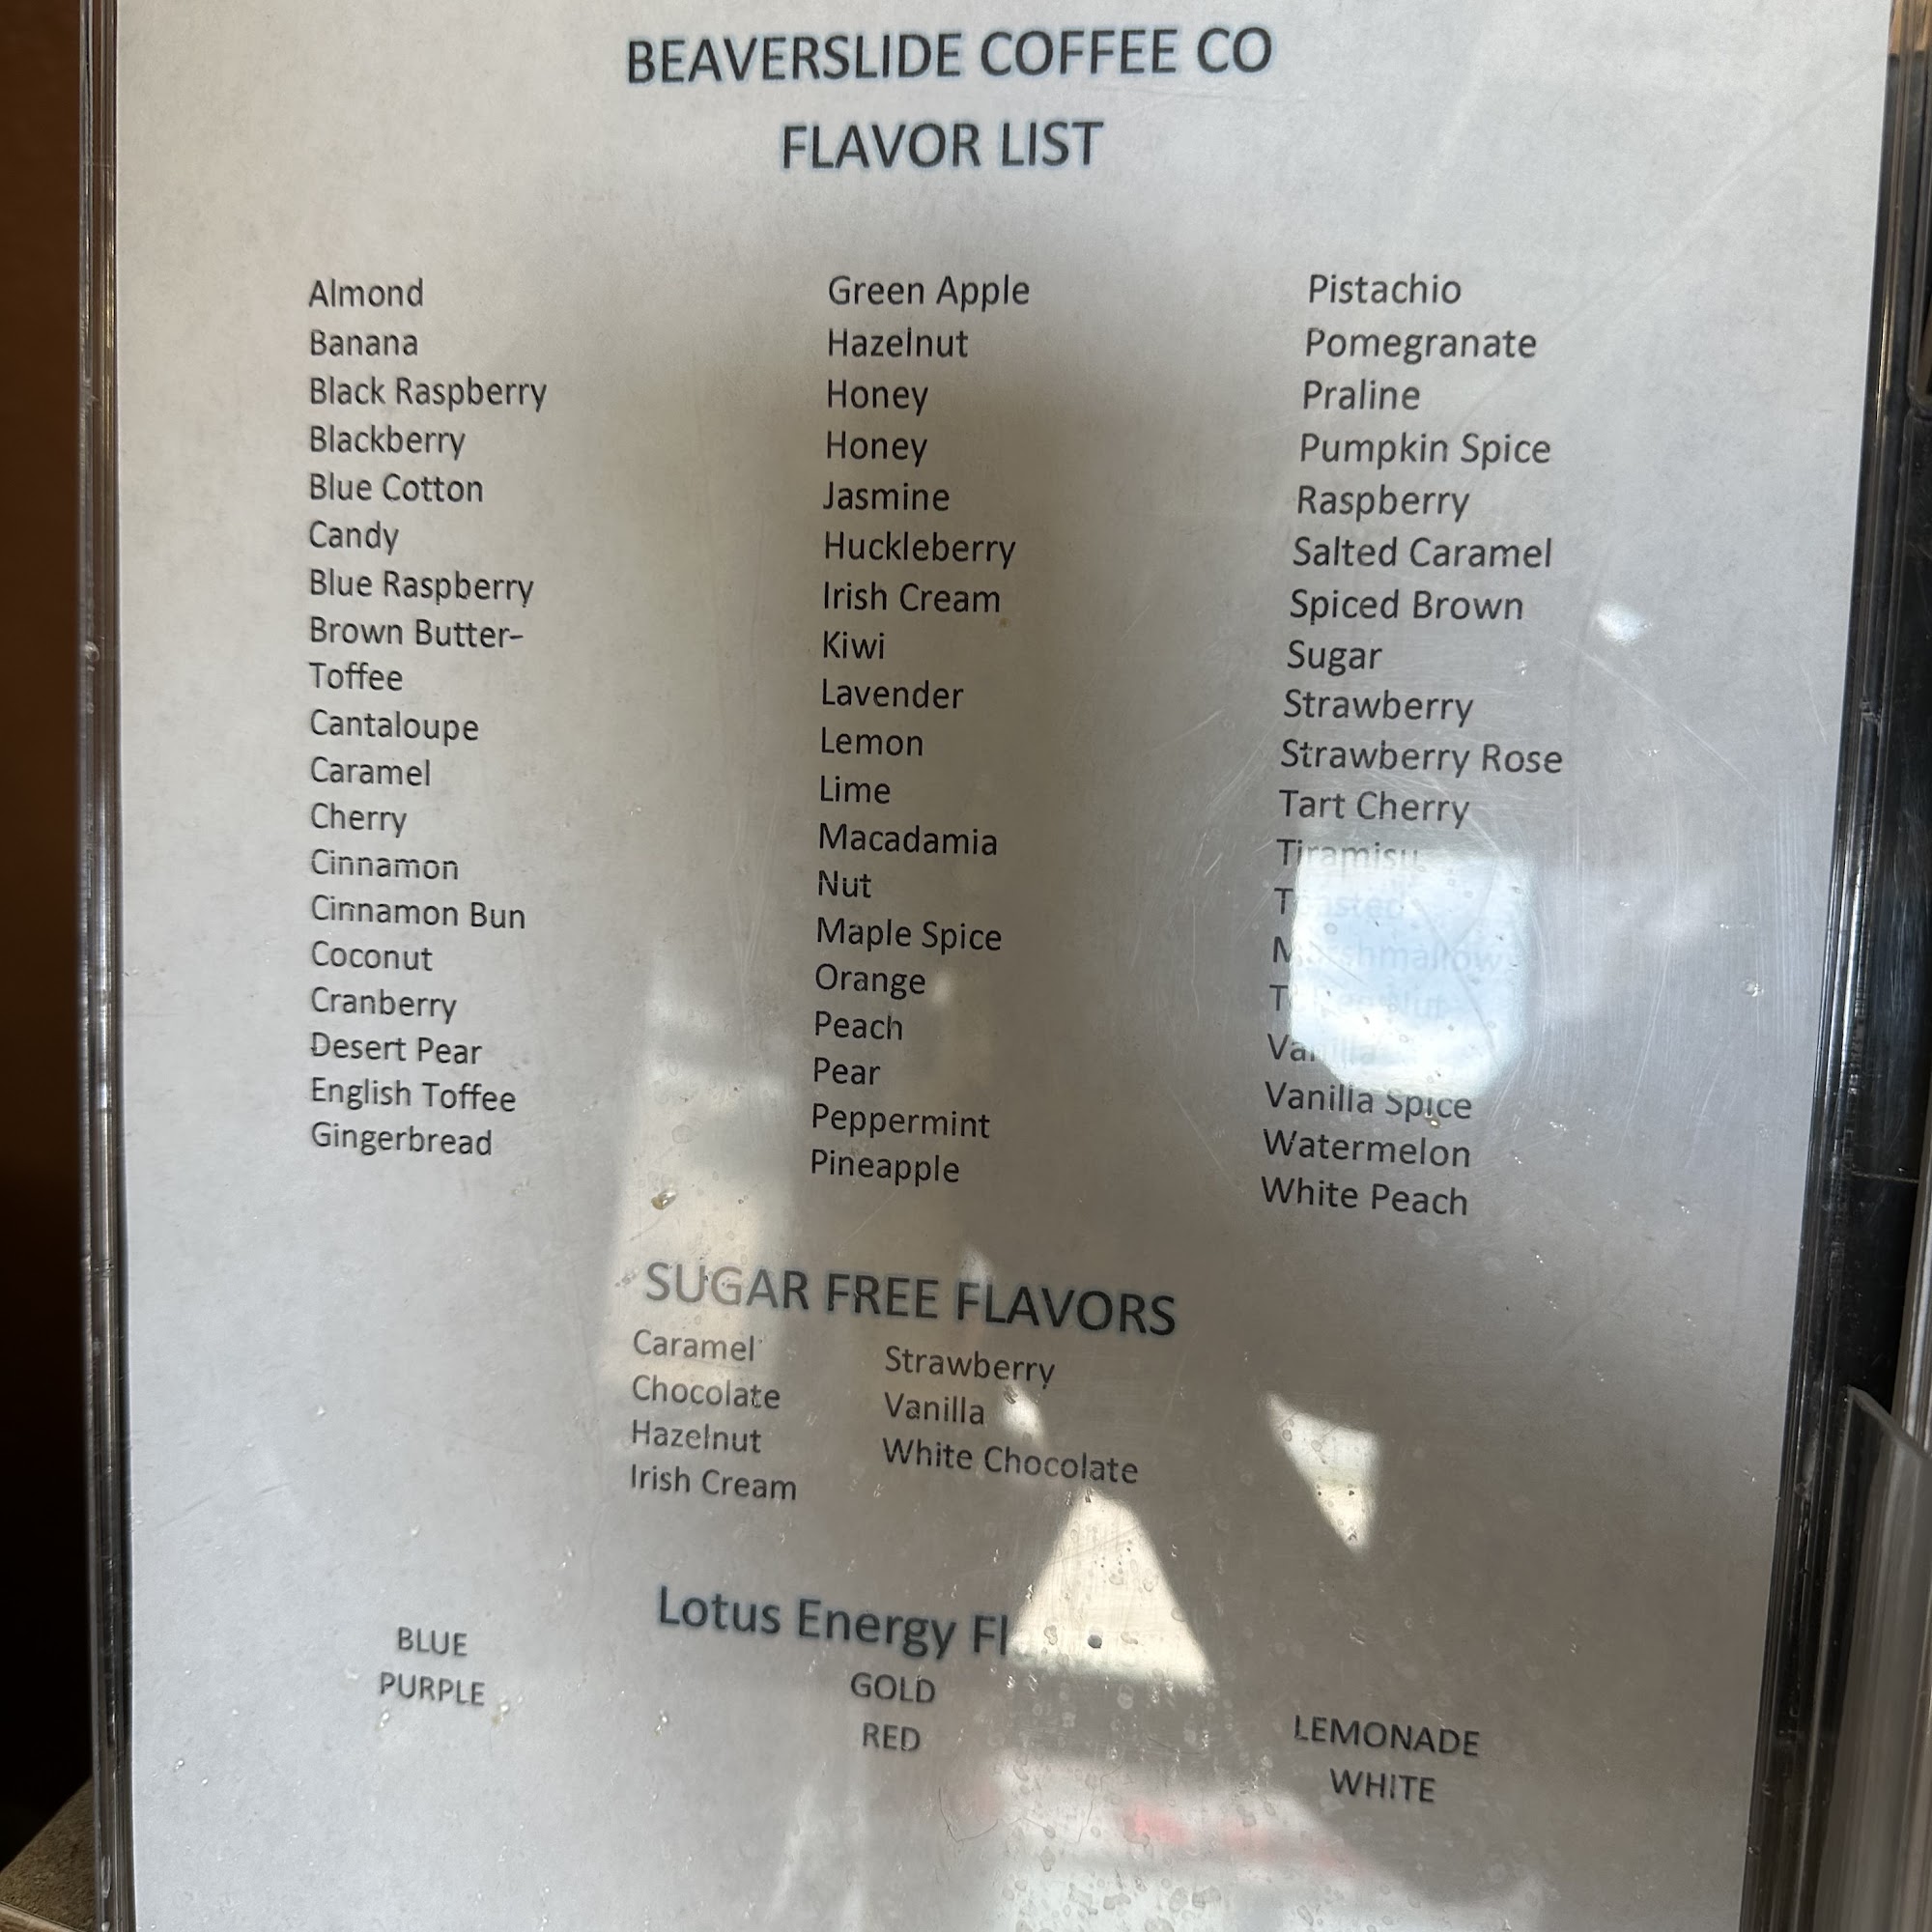 BEAVERSLIDE COFFEE CO
FLAVOR LIST
Almond
Banana
Black Raspberry
Blackberry
Blue Cotton
Candy
Blue Raspberry
Brown Butter-
Toffee
Cantaloupe
Caramel
Cherry
Cinnamon
Cinnamon Bun
Coconut
Cranberry
Desert Pear
English Toffee
Gingerbread
Green Apple
Hazelnut
Honey
Honey
Jasmine
Huckleberry
Irish Cream
Kiwi
Lavender
Lemon
Lime
Macadamia
Nut
Maple Spice
Orange
Peach
Pear
Peppermint
Pineapple
Pistachio
Pomegranate
Praline
Pumpkin Spice
Raspberry
Salted Caramel
Spiced Brown
Sugar
Strawberry
Strawberry Rose
Tart Cherry
Tiramisu
Toasted
Marshmallow
Vanilla
Vanilla Spice
Watermelon
White Peach
SUGAR FREE FLAVORS
Caramel
Chocolate
Hazelnut
Irish Cream
Strawberry
Vanilla
White Chocolate
Lotus Energy
BLUE
PURPLE
GOLD
RED
LEMONADE
WHITE